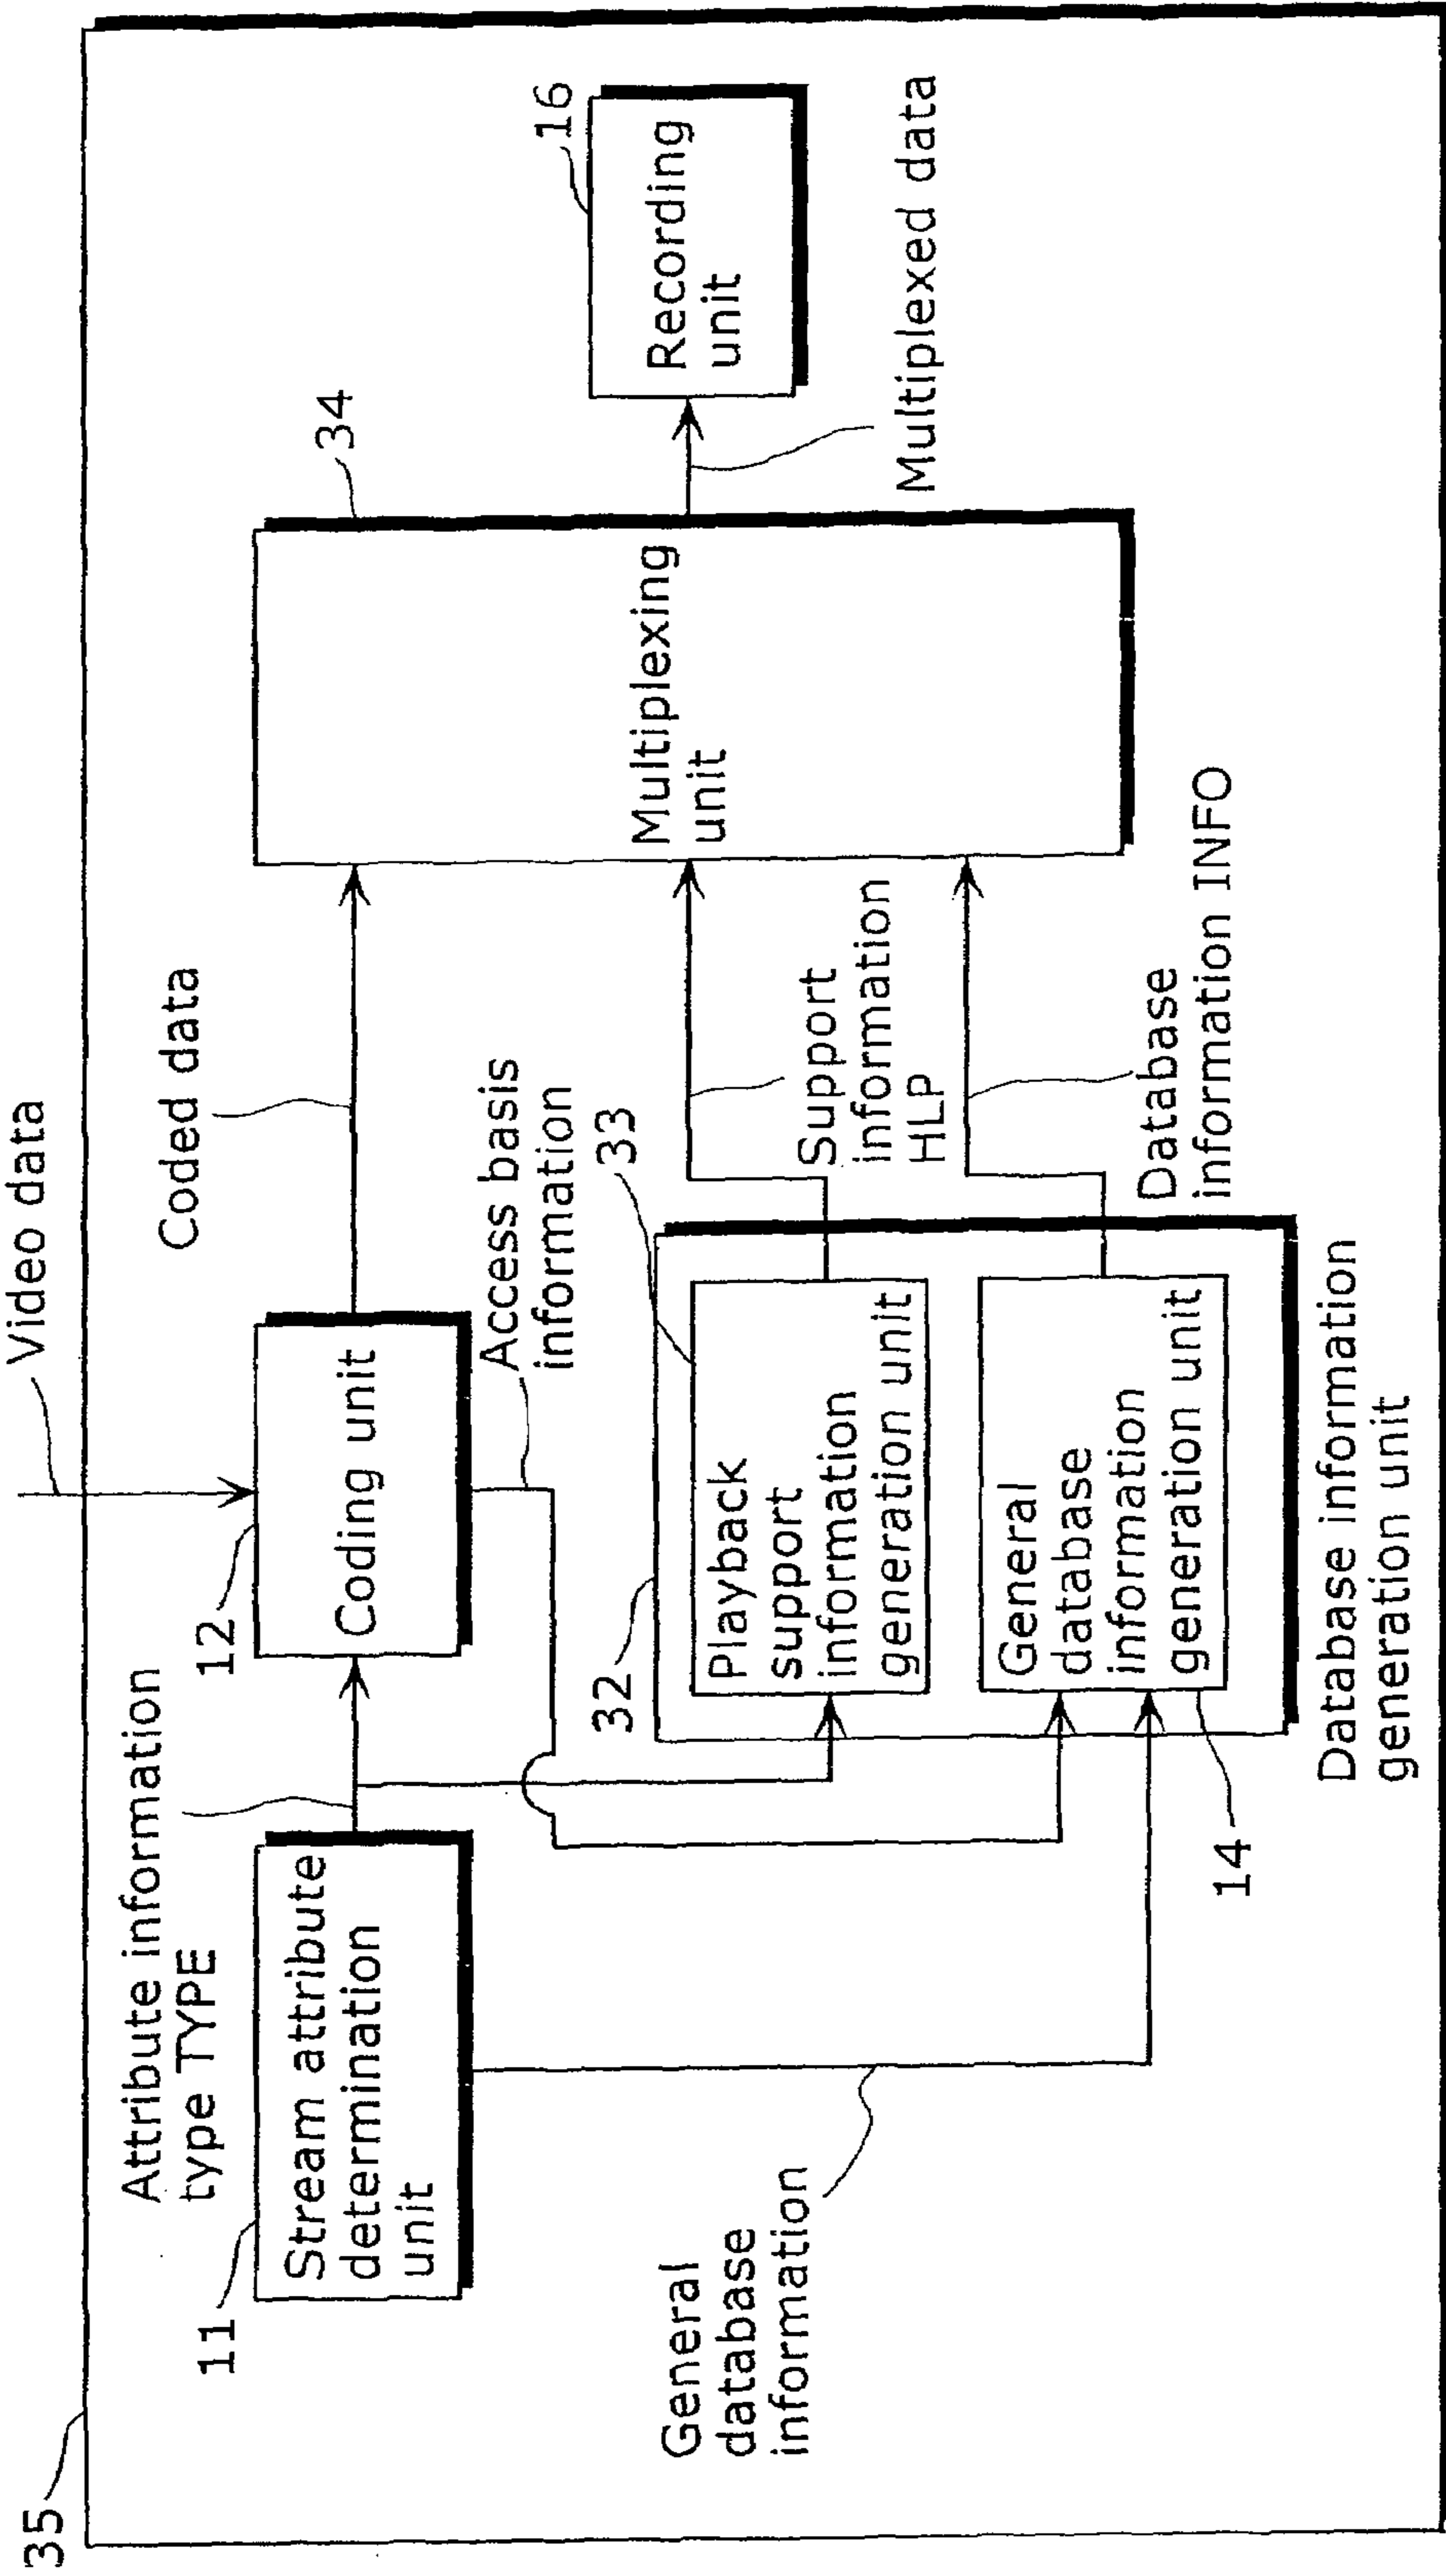 35
Video data
Attribute information
type TYPE
Coded data
11
Stream attribute
determination
unit
12
Coding unit
34
Multiplexing
unit
16
Recording
unit
Access basis
information
Multiplexed data
General
database
information
32
33
Playback
support
information
generation unit
Support
information
HLP
General
database
information
generation unit
14
Database
information INFO
Database information
generation unit